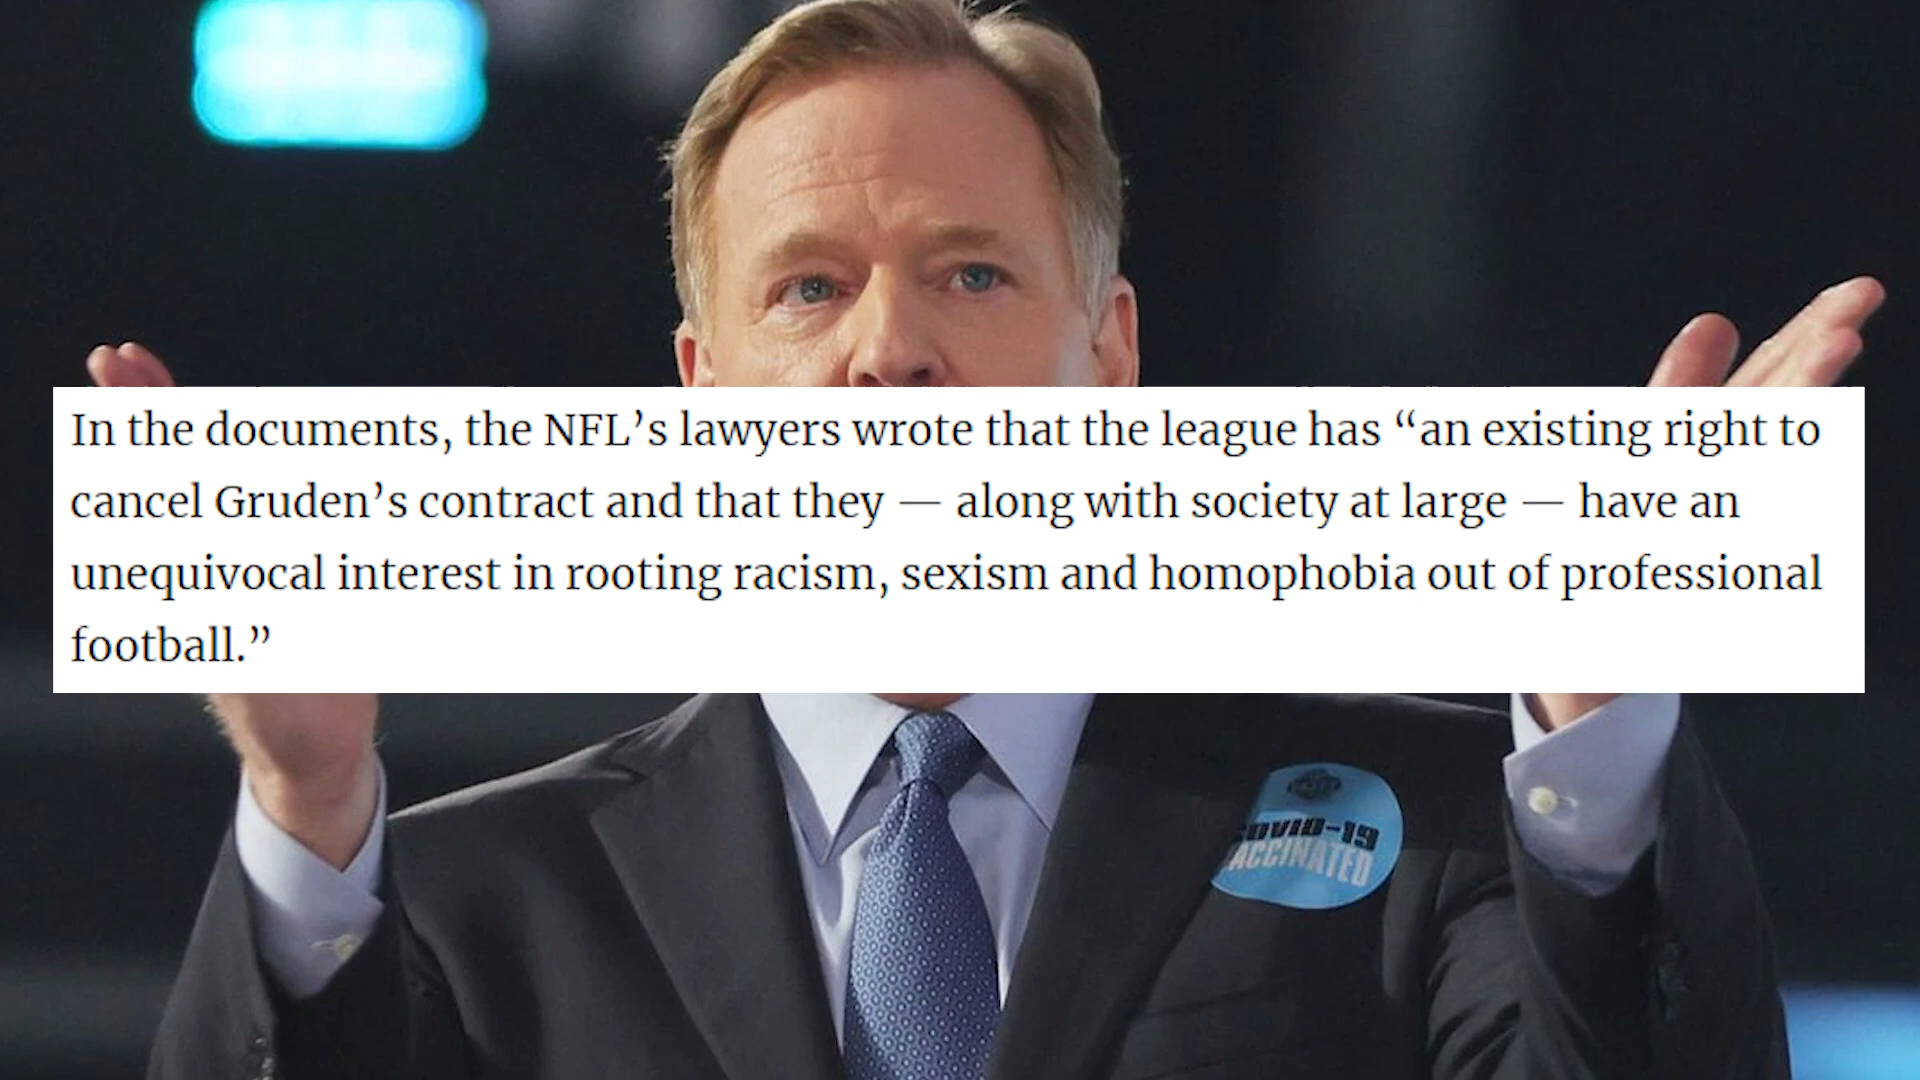 In the documents, the NFL’s lawyers wrote that the league has “an existing right to
cancel Gruden’s contract and that they — along with society at large — have an
unequivocal interest in rooting racism, sexism and homophobia out of professional
football.”
OVID-19
ACCINATED